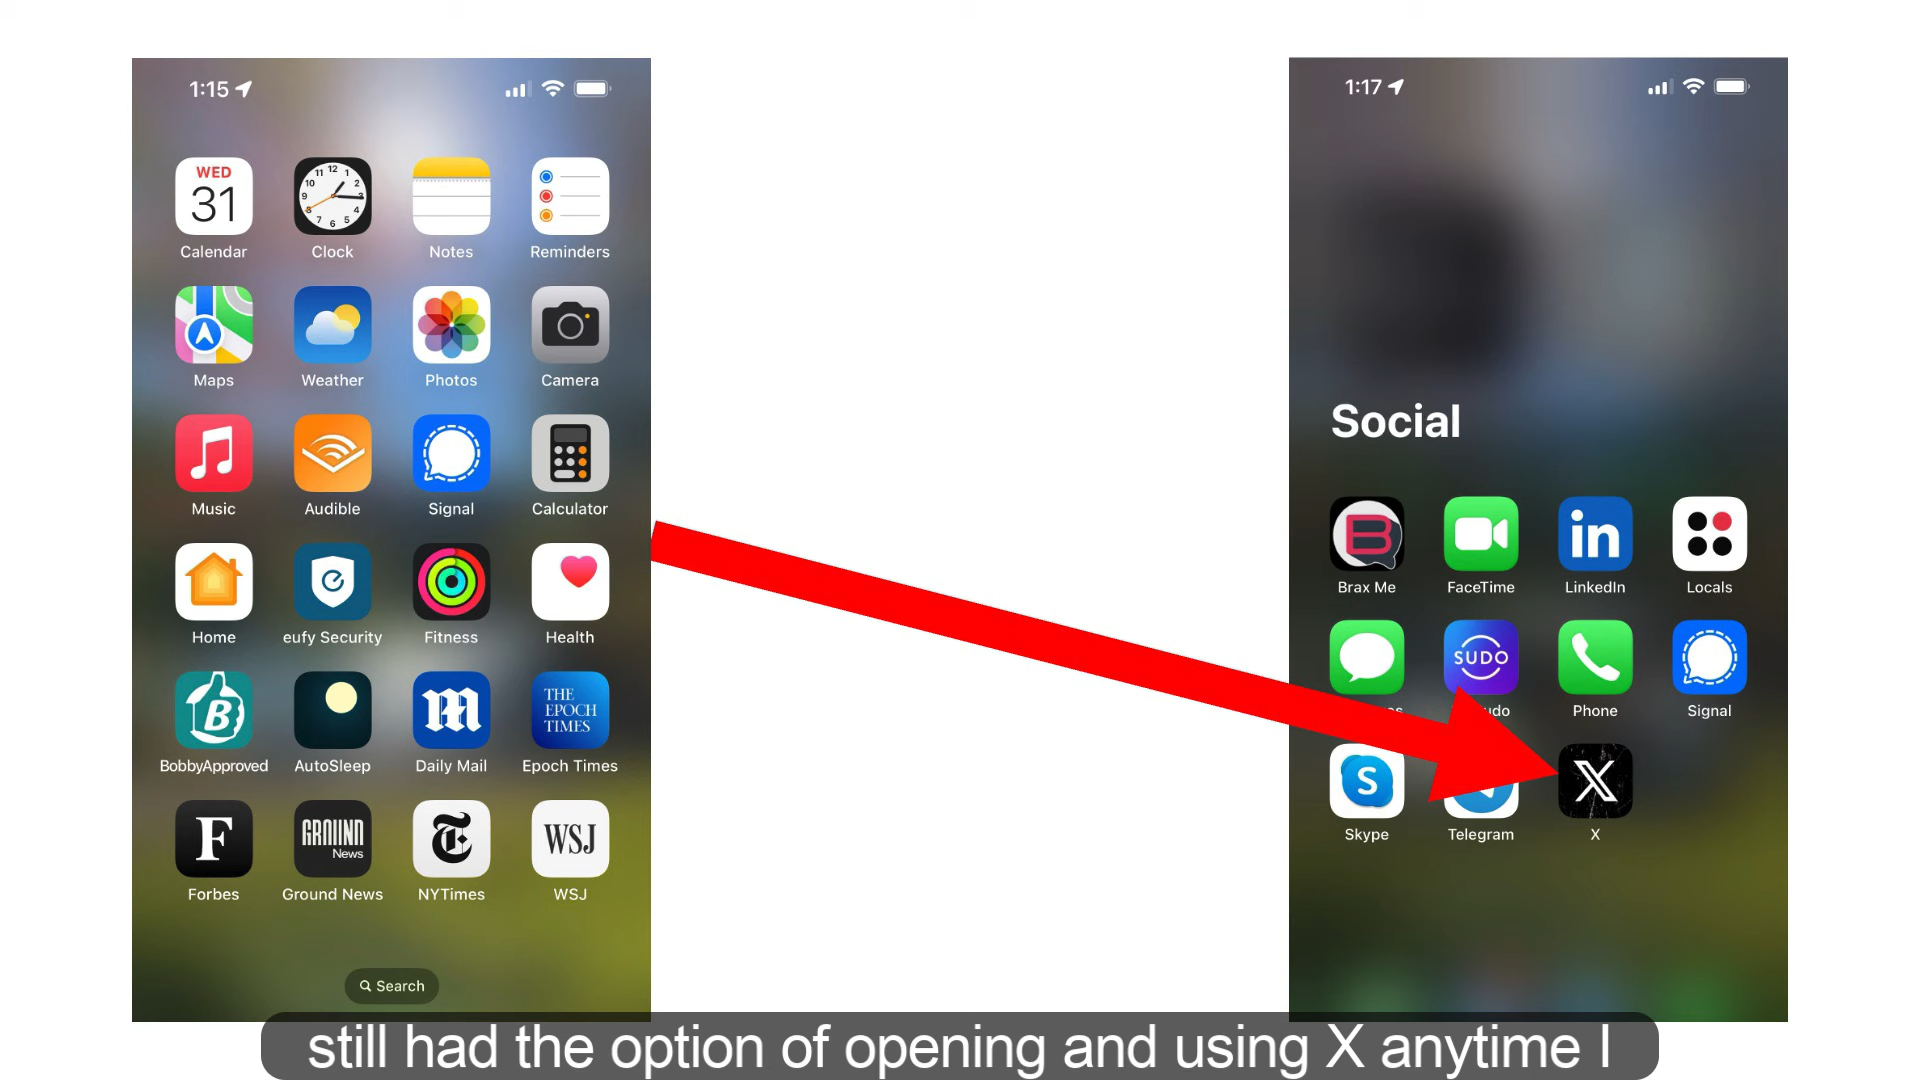 1:15
WED
31
Calendar
Clock
Notes
Reminders
Maps
Weather
Photos
Camera
Music
Audible
Signal
Calculator
Home
eufy Security
Fitness
Health
B
THE
EPOCH
TIMES
BobbyApproved
AutoSleep
Daily Mail
Epoch Times
F
GROUND
News
T
WSJ
Forbes
Ground News
NYTimes
WSJ
Search
1:17
Social
B
in
Brax Me
FaceTime
LinkedIn
Locals
SUDO
Phone
Signal
S
X
Skype
Telegram
X
still had the option of opening and using X anytime I